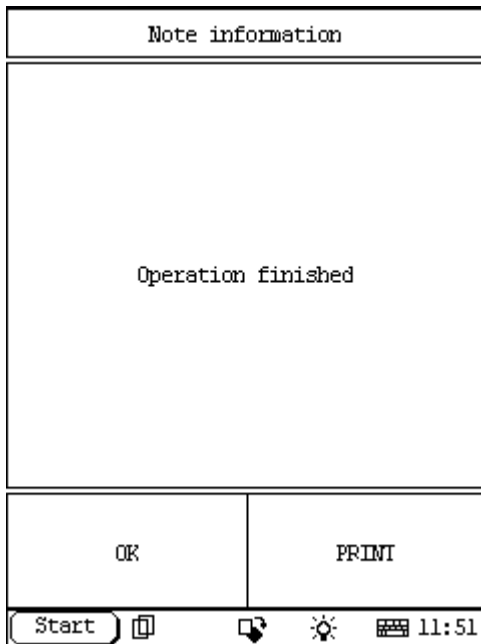 Note information
Operation finished
OK
PRINT
Start 11:51